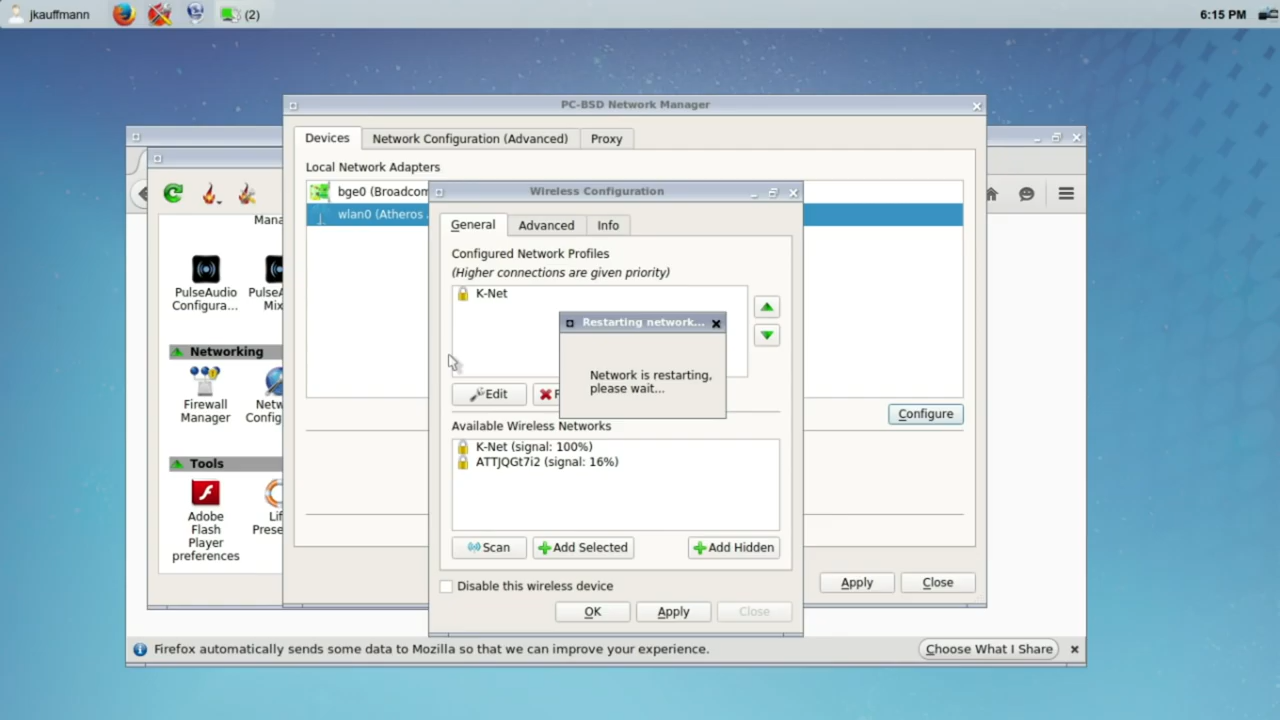 jkauffmann
(2)
6:15 PM
PC-BSD Network Manager
Devices
Network Configuration (Advanced)
Proxy
Local Network Adapters
bge0 (Broadcom
wlan0 (Atheros
Wireless Configuration
General
Advanced
Info
Configured Network Profiles
(Higher connections are given priority)
K-Net
Restarting network...
Network is restarting,
please wait...
Edit
Configure
Available Wireless Networks
K-Net (signal: 100%)
ATTJQGt7i2 (signal: 16%)
Scan
Add Selected
Add Hidden
Disable this wireless device
OK
Apply
Close
Apply
Close
Mana
PulseAudio
Configura...
PulseA
Mix
Networking
Firewall
Manager
Netw
Config
Tools
Adobe
Flash
Player
preferences
Lif
Prese
Firefox automatically sends some data to Mozilla so that we can improve your experience.
Choose What I Share